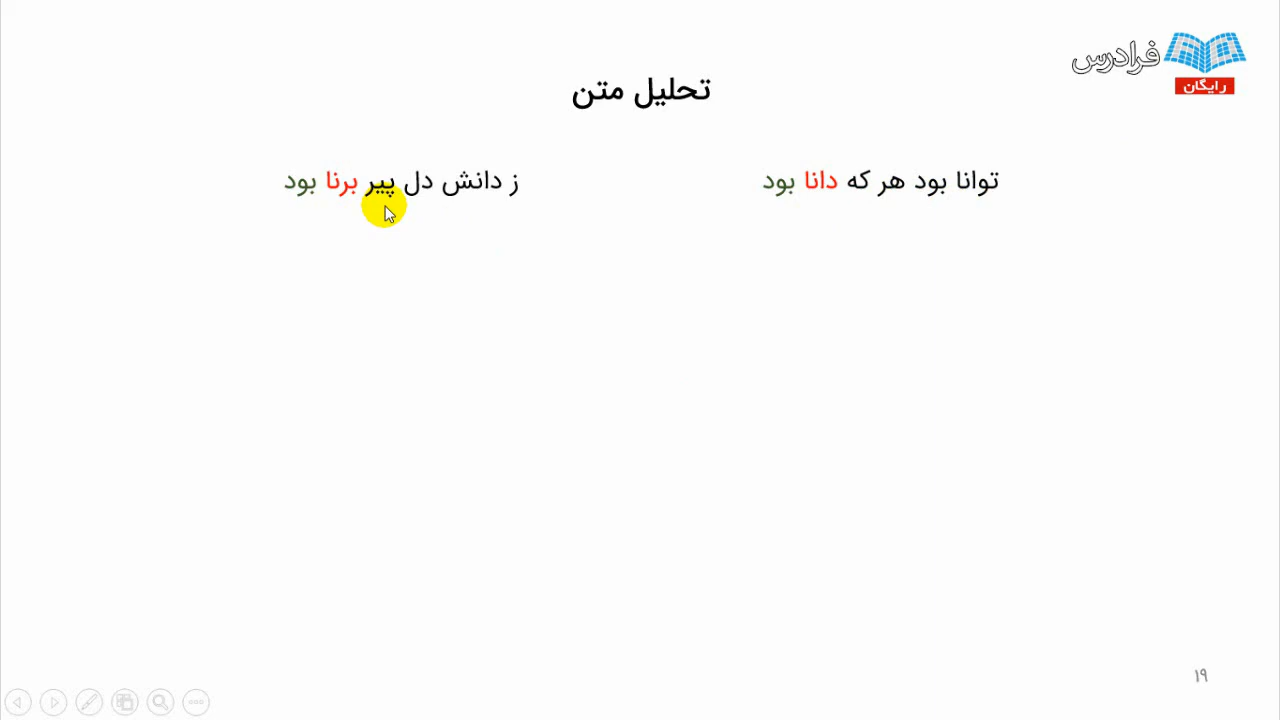 فرادرس
رایگان
تحلیل متن
توانا بود هر که دانا بود
ز دانش دل پیر برنا بود
۱۹